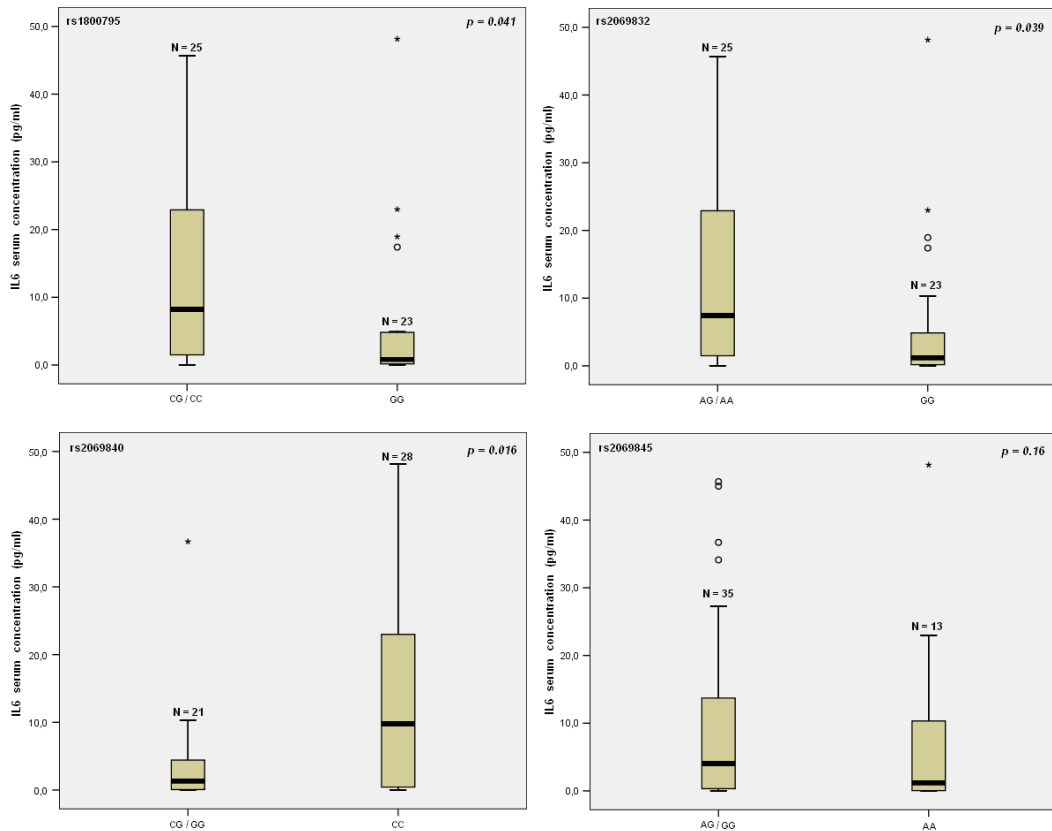 rs1800795
p = 0.041
IL6 serum concentration (pg/ml)
50,0
40,0
30,0
20,0
10,0
0,0
N = 25
N = 23
CG / CC
GG
rs2069832
p = 0.039
IL6 serum concentration (pg/ml)
50,0
40,0
30,0
20,0
10,0
0,0
N = 25
N = 23
AG / AA
GG
rs2069840
p = 0.016
IL6 serum concentration (pg/ml)
50,0
40,0
30,0
20,0
10,0
0,0
N = 21
N = 28
CG / GG
CC
rs2069845
p = 0.16
IL6 serum concentration (pg/ml)
50,0
40,0
30,0
20,0
10,0
0,0
N = 35
N = 13
AG / GG
AA